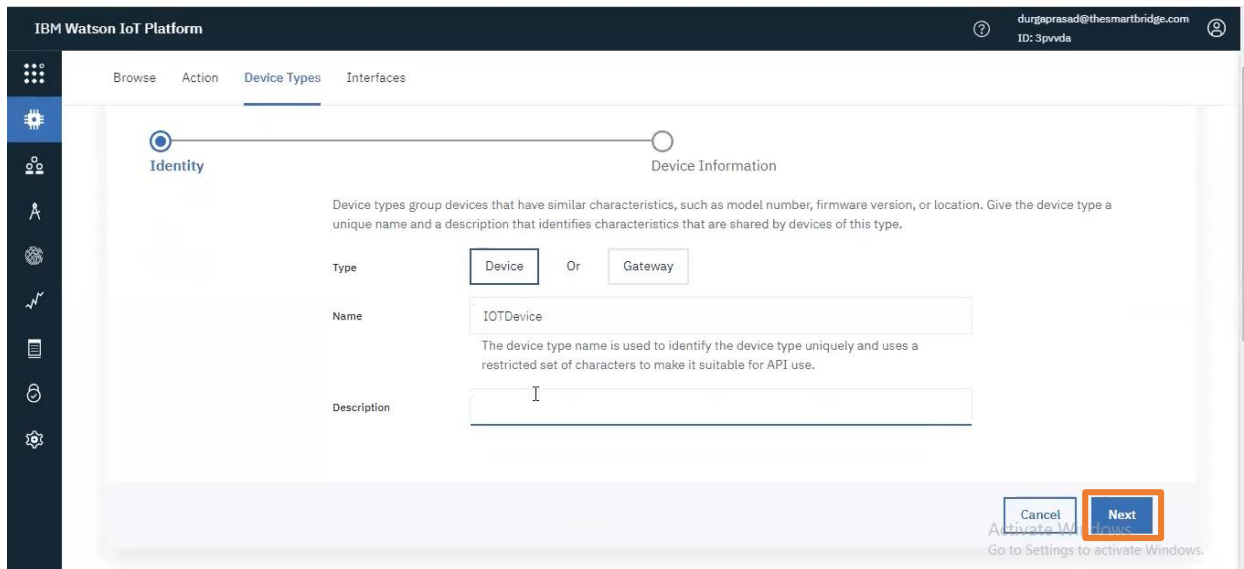 IBM Watson IoT Platform
durgaprasad@thesmartbridge.com
ID: 3pvvda
Browse Action Device Types Interfaces
Identity Device Information
Device types group devices that have similar characteristics, such as model number, firmware version, or location. Give the device type a
unique name and a description that identifies characteristics that are shared by devices of this type.
Type Device Or Gateway
Name IOTDevice
The device type name is used to identify the device type uniquely and uses a
restricted set of characters to make it suitable for API use.
Description
Cancel Next
Activate Windows
Go to Settings to activate Windows.